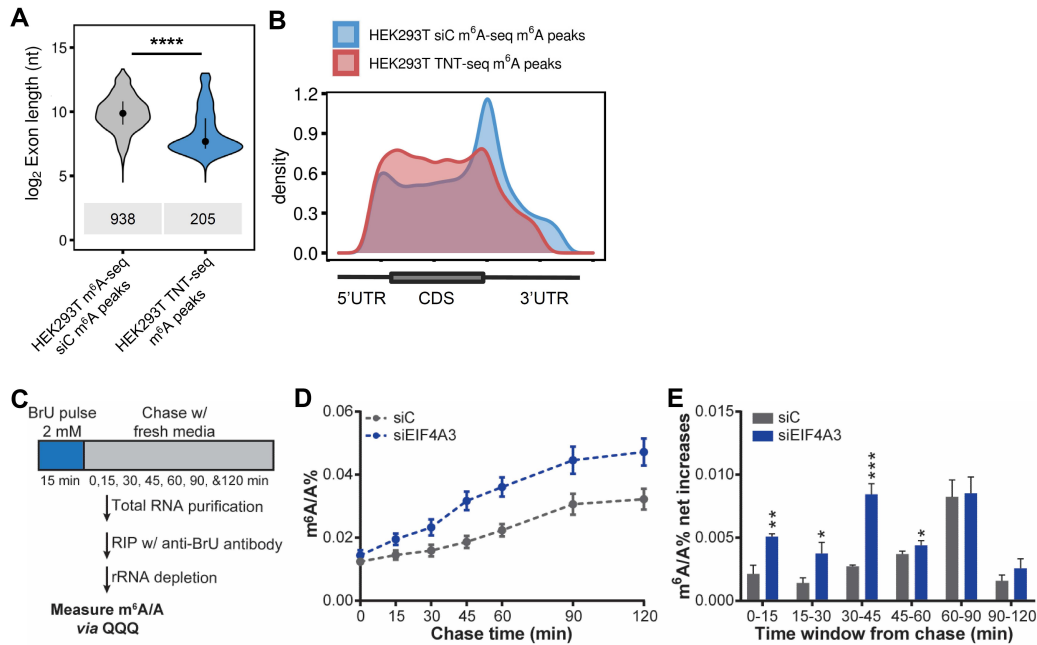 A
log₂ Exon length (nt)
15
10
5
0
****
938
205
HEK293T m⁶A-seq
siC m⁶A peaks
HEK293T TNT-seq
m⁶A peaks
B
HEK293T siC m⁶A-seq m⁶A peaks
HEK293T TNT-seq m⁶A peaks
density
1.2
0.9
0.6
0.3
0.0
5'UTR
CDS
3'UTR
C
BrU pulse
2 mM
Chase w/
fresh media
15 min
0,15, 30, 45, 60, 90, &120 min
Total RNA purification
RIP w/ anti-BrU antibody
rRNA depletion
Measure m⁶A/A
via QQQ
D
siC
siEIF4A3
m⁶A/A%
0.06
0.04
0.02
0.00
0
15
30
45
60
90
120
Chase time (min)
E
siC
siEIF4A3
m⁶A/A% net increases
0.015
0.010
0.005
0.000
**
*
***
*
0-15
15-30
30-45
45-60
60-90
90-120
Time window from chase (min)